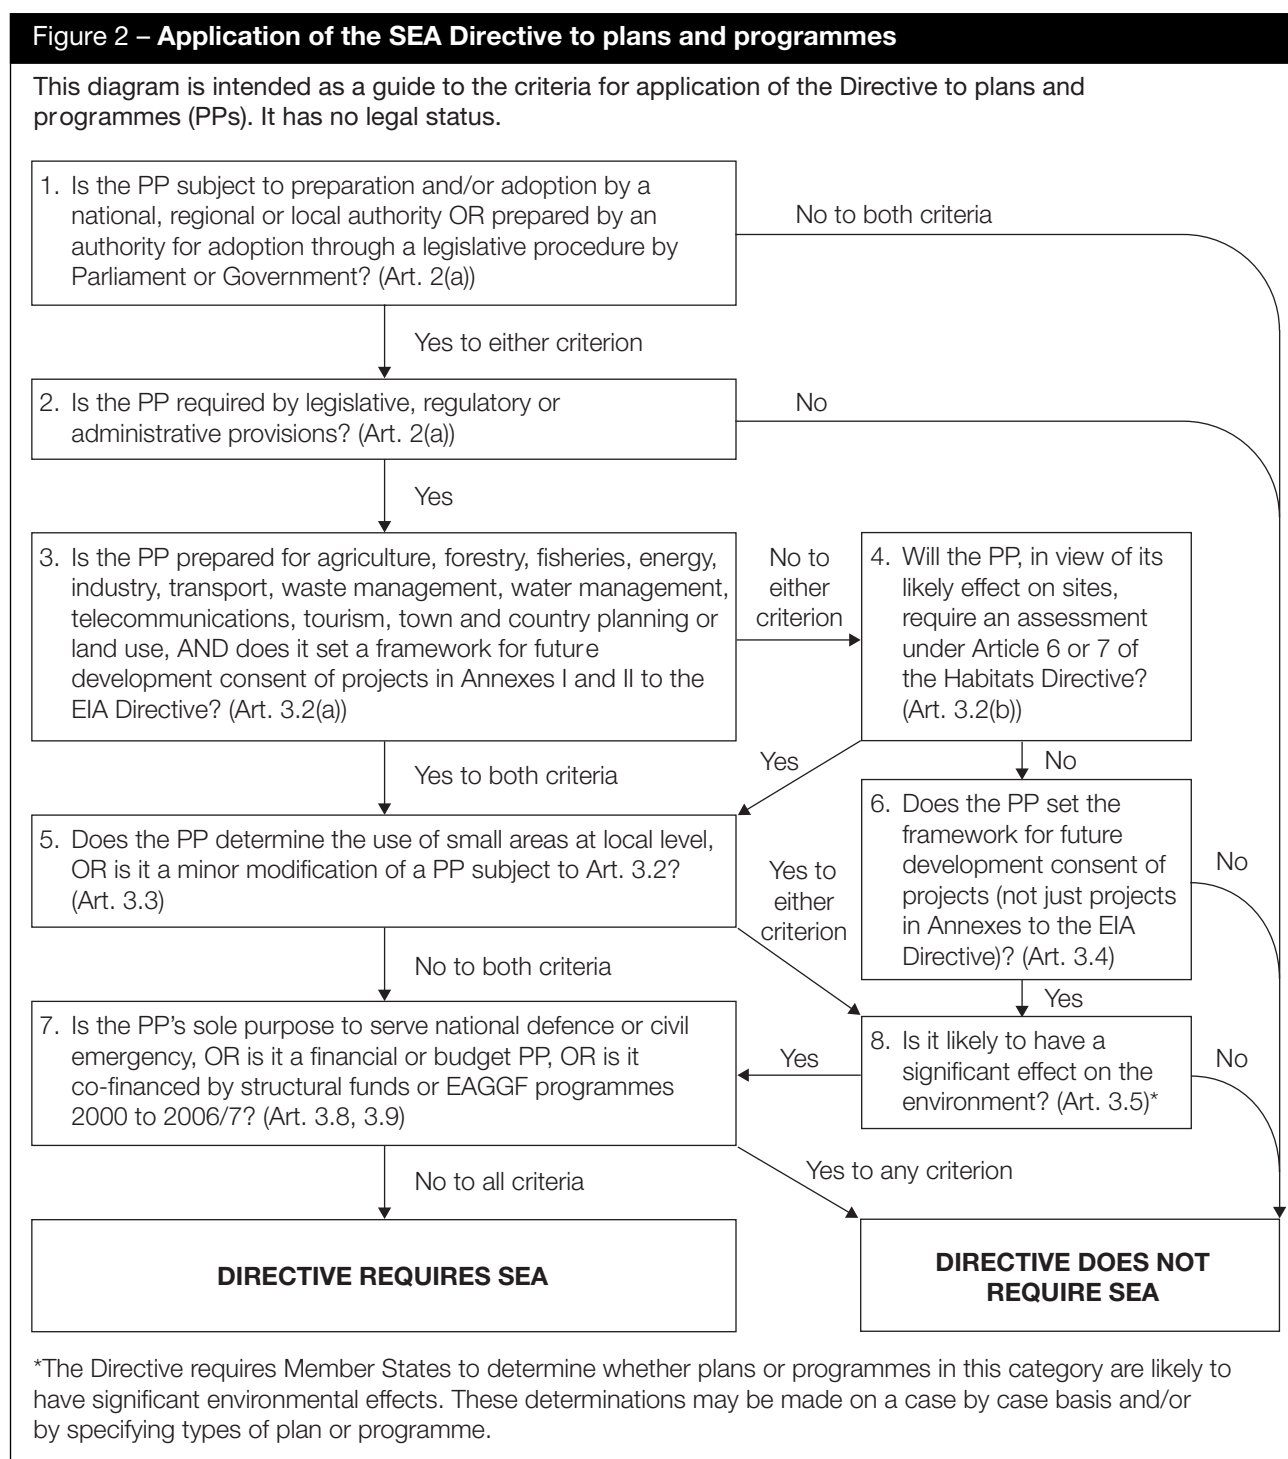 Figure 2 – Application of the SEA Directive to plans and programmes
This diagram is intended as a guide to the criteria for application of the Directive to plans and
programmes (PPs). It has no legal status.
1. Is the PP subject to preparation and/or adoption by a
national, regional or local authority OR prepared by an
authority for adoption through a legislative procedure by
Parliament or Government? (Art. 2(a))
No to both criteria
Yes to either criterion
2. Is the PP required by legislative, regulatory or
administrative provisions? (Art. 2(a))
No
Yes
3. Is the PP prepared for agriculture, forestry, fisheries, energy,
industry, transport, waste management, water management,
telecommunications, tourism, town and country planning or
land use, AND does it set a framework for future
development consent of projects in Annexes I and II to the
EIA Directive? (Art. 3.2(a))
No to
either
criterion
4. Will the PP, in view of its
likely effect on sites,
require an assessment
under Article 6 or 7 of
the Habitats Directive?
(Art. 3.2(b))
Yes to both criteria
Yes
No
5. Does the PP determine the use of small areas at local level,
OR is it a minor modification of a PP subject to Art. 3.2?
(Art. 3.3)
Yes to
either
criterion
6. Does the PP set the
framework for future
development consent of
projects (not just projects
in Annexes to the EIA
Directive)? (Art. 3.4)
No
No to both criteria
Yes
7. Is the PP's sole purpose to serve national defence or civil
emergency, OR is it a financial or budget PP, OR is it
co-financed by structural funds or EAGGF programmes
2000 to 2006/7? (Art. 3.8, 3.9)
Yes
8. Is it likely to have a
significant effect on the
environment? (Art. 3.5)*
No
No to all criteria
Yes to any criterion
DIRECTIVE REQUIRES SEA
DIRECTIVE DOES NOT
REQUIRE SEA
*The Directive requires Member States to determine whether plans or programmes in this category are likely to
have significant environmental effects. These determinations may be made on a case by case basis and/or
by specifying types of plan or programme.